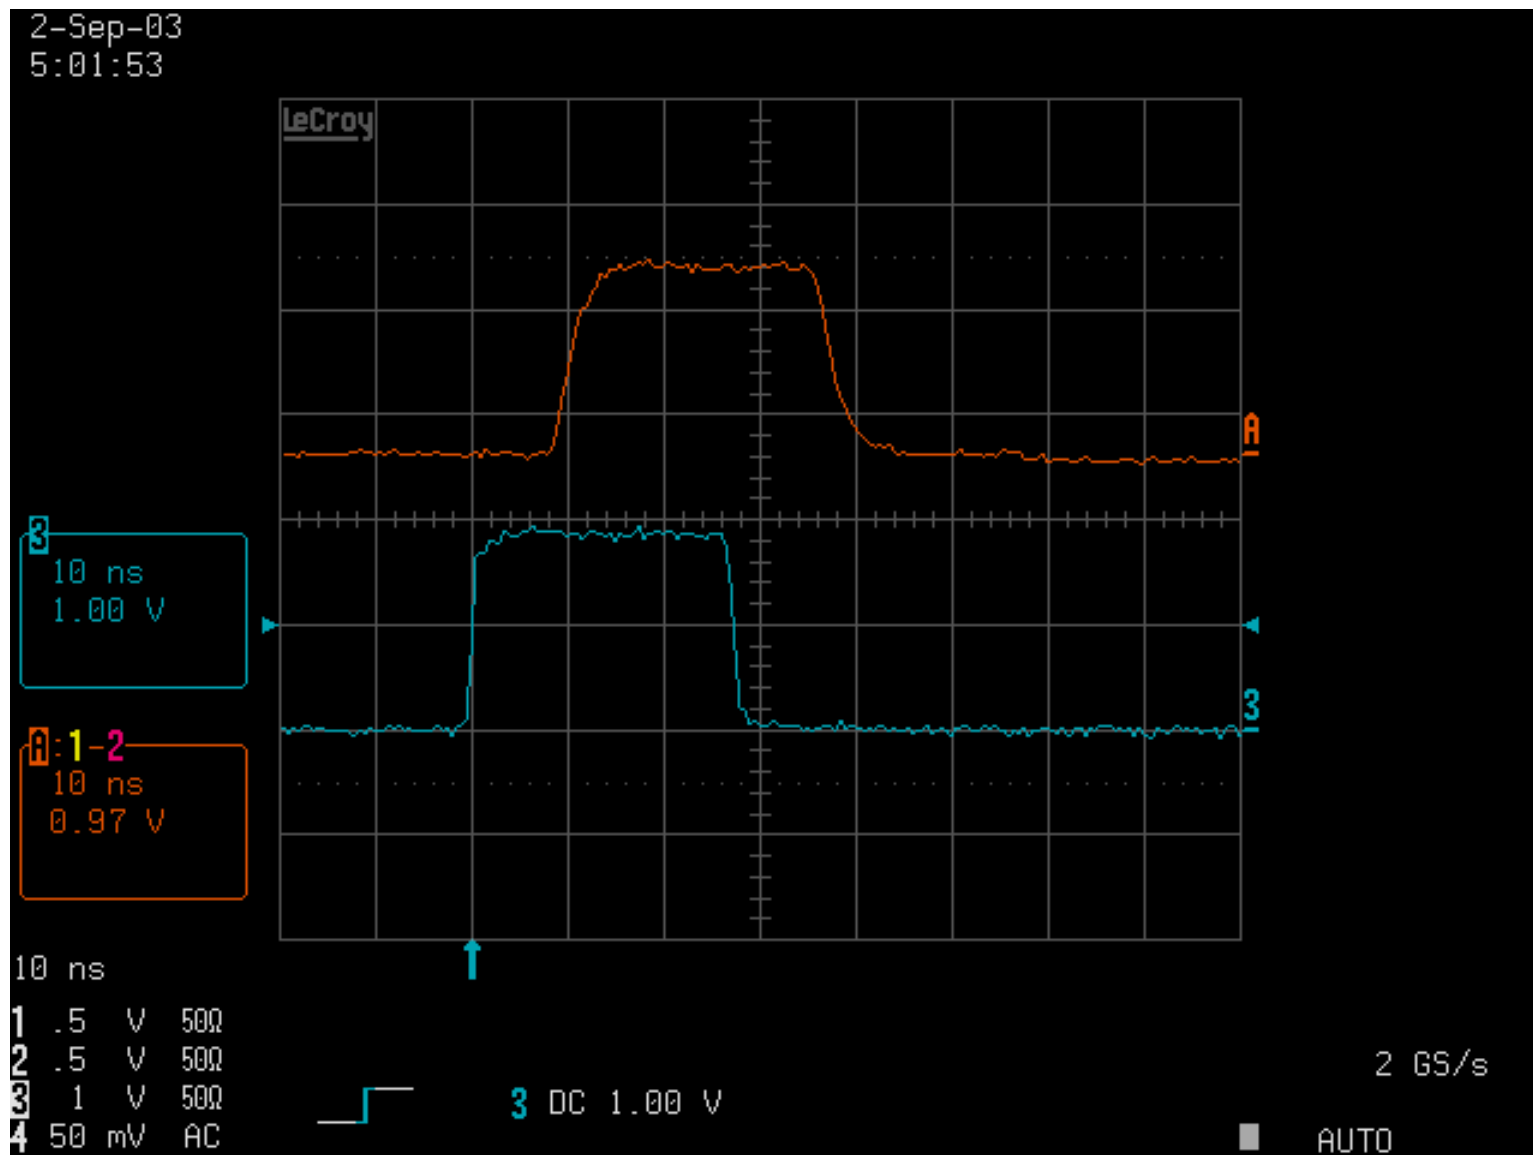 2-Sep-03
5:01:53
LeCroy
A
3
10 ns
1.00 V
3
A:1-2
10 ns
0.97 V
10 ns
1 .5 V 50Ω
2 .5 V 50Ω
3 1 V 50Ω
4 50 mV AC
3 DC 1.00 V
2 GS/s
AUTO